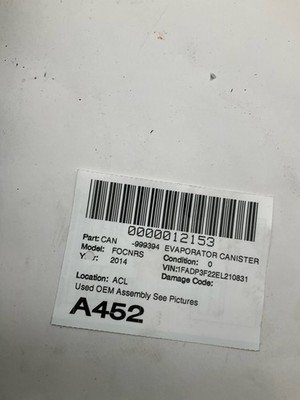 0000012153
Part: CAN -999394 EVAPORATOR CANISTER
Model: FOCNRS Condition: 0
Year: 2014 VIN:1FADP3F22EL210831
Damage Code:
Location: ACL
Used OEM Assembly See Pictures
A452